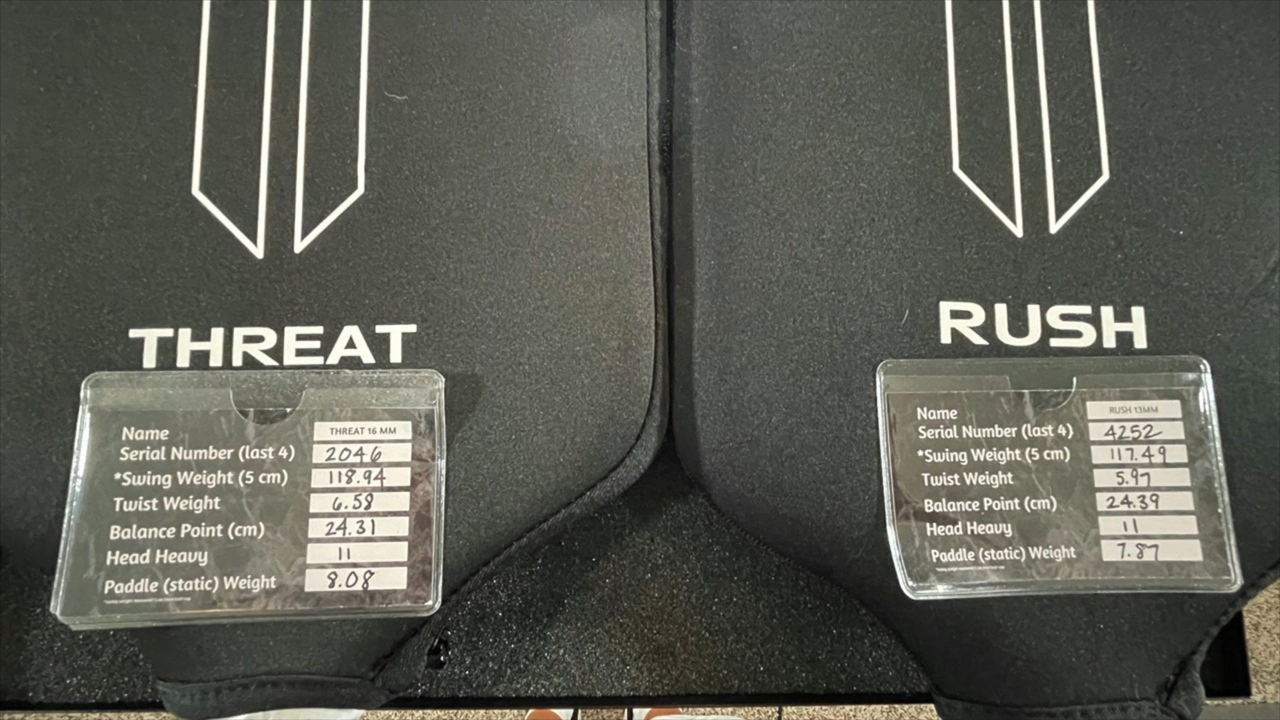 THREAT
Name THREAT 16 MM
Serial Number (last 4) 2046
*Swing Weight (5 cm) 118.94
Twist Weight 6.58
Balance Point (cm) 24.31
Head Heavy 11
Paddle (static) Weight 8.08
RUSH
Name RUSH 13MM
Serial Number (last 4) 4252
*Swing Weight (5 cm) 117.49
Twist Weight 5.97
Balance Point (cm) 24.39
Head Heavy 11
Paddle (static) Weight 7.87